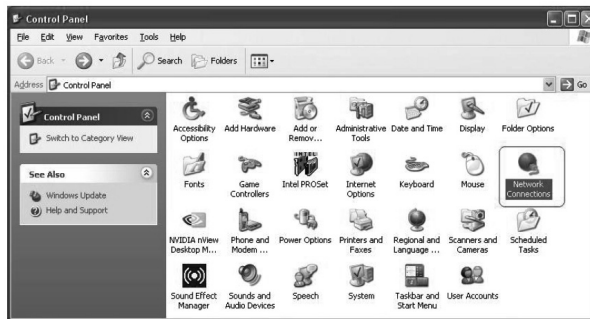 Control Panel
File Edit View Favorites Tools Help
Back Search Folders
Address Control Panel Go
Control Panel
Switch to Category View
See Also
Windows Update
Help and Support
Accessibility Options
Add Hardware
Add or Remov...
Administrative Tools
Date and Time
Display
Folder Options
Fonts
Game Controllers
Intel PROSet
Internet Options
Keyboard
Mouse
Network Connections
NVIDIA nView Desktop M...
Phone and Modem ...
Power Options
Printers and Faxes
Regional and Language ...
Scanners and Cameras
Scheduled Tasks
Sound Effect Manager
Sounds and Audio Devices
Speech
System
Taskbar and Start Menu
User Accounts